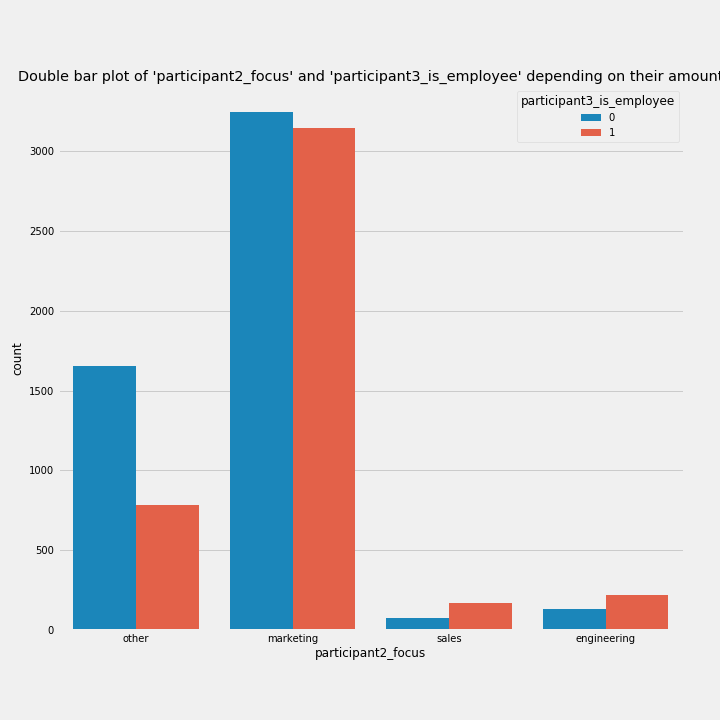 Double bar plot of 'participant2_focus' and 'participant3_is_employee' depending on their amount
participant3_is_employee
0
1
3000
2500
2000
1500
1000
500
0
count
other marketing sales engineering
participant2_focus